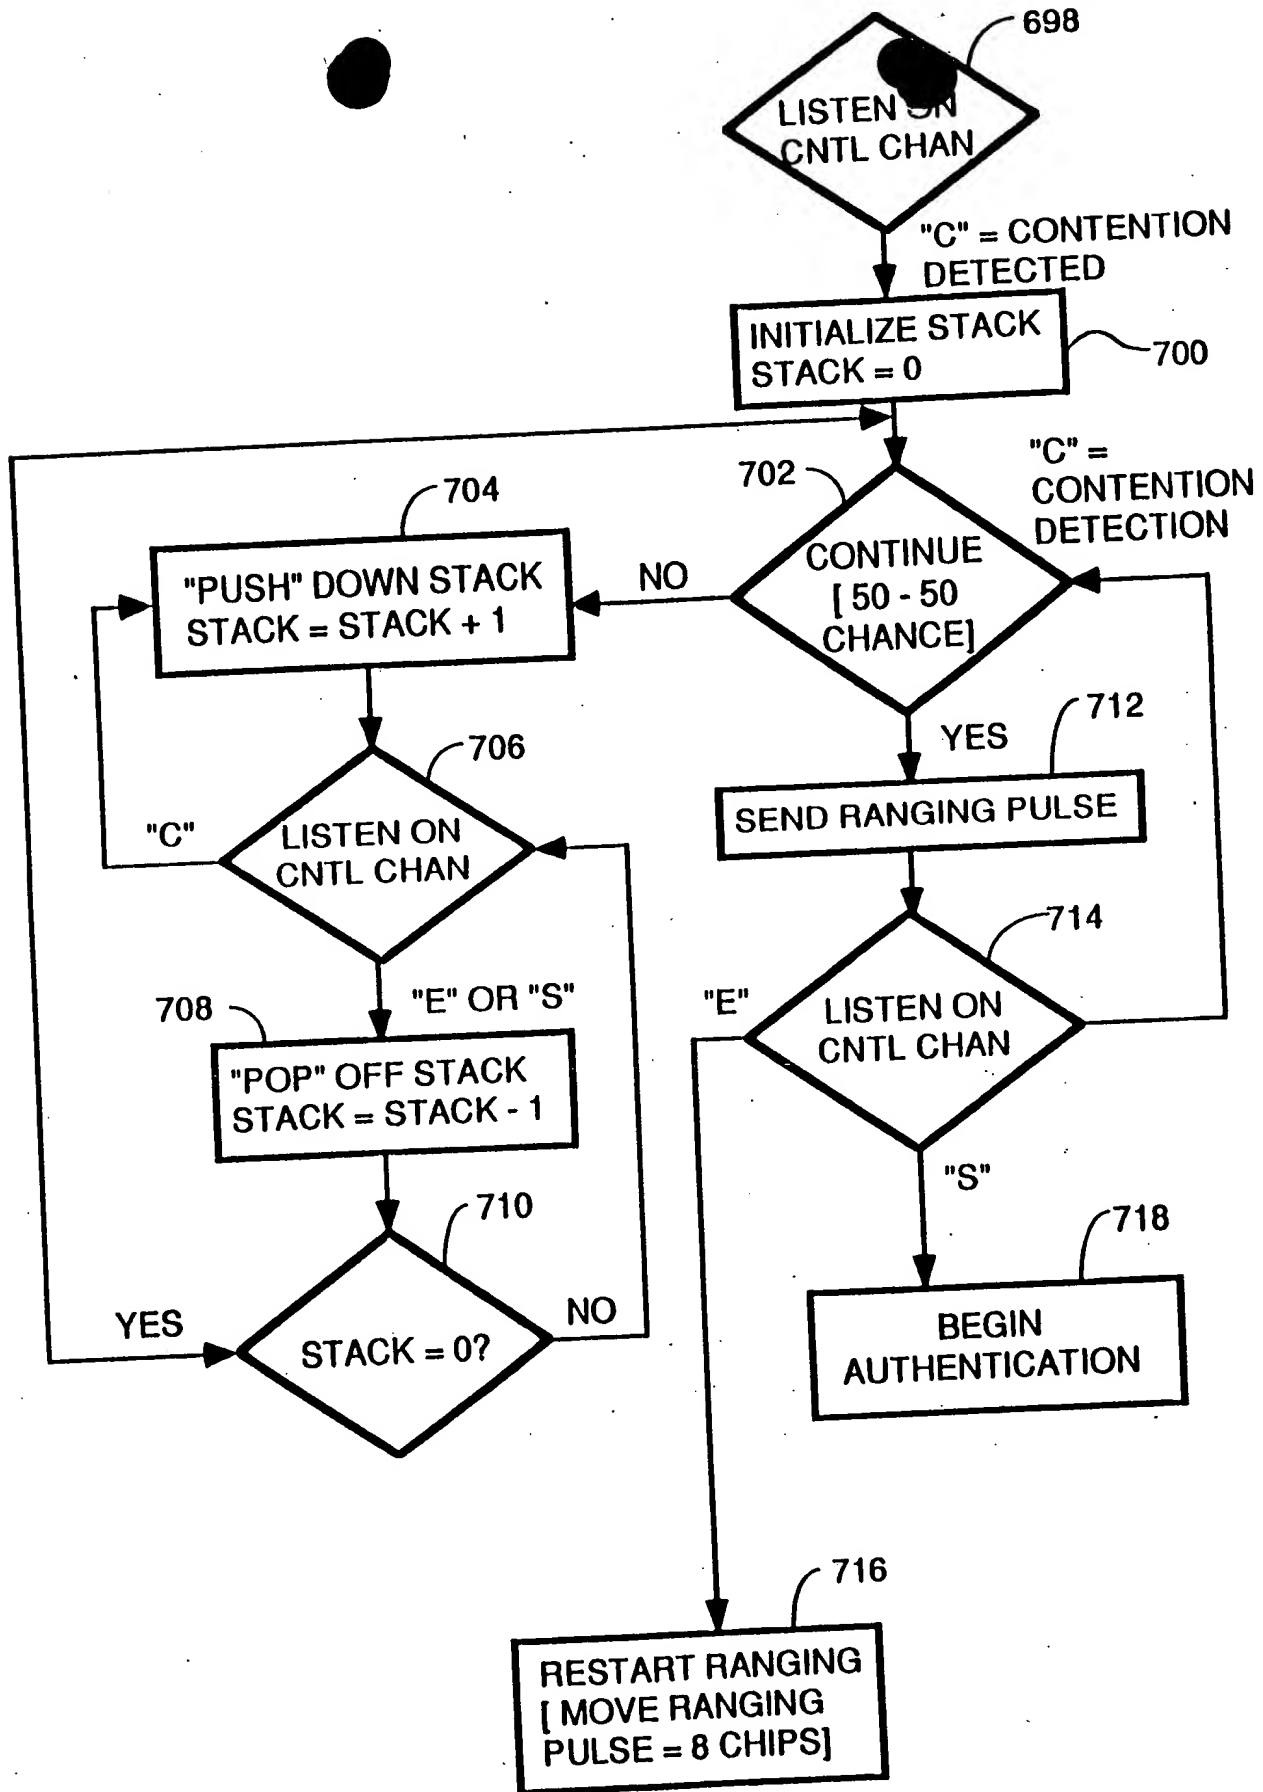 698
LISTEN ON
CNTL CHAN
"C" = CONTENTION
DETECTED
INITIALIZE STACK
STACK = 0
700
"C" =
CONTENTION
DETECTION
702
704
CONTINUE
[ 50 - 50
CHANCE]
"PUSH" DOWN STACK
STACK = STACK + 1
NO
YES
712
706
SEND RANGING PULSE
"C"
LISTEN ON
CNTL CHAN
714
"E" OR "S"
708
"E"
LISTEN ON
CNTL CHAN
"POP" OFF STACK
STACK = STACK - 1
"S"
710
718
YES
NO
STACK = 0?
BEGIN
AUTHENTICATION
716
RESTART RANGING
[ MOVE RANGING
PULSE = 8 CHIPS]